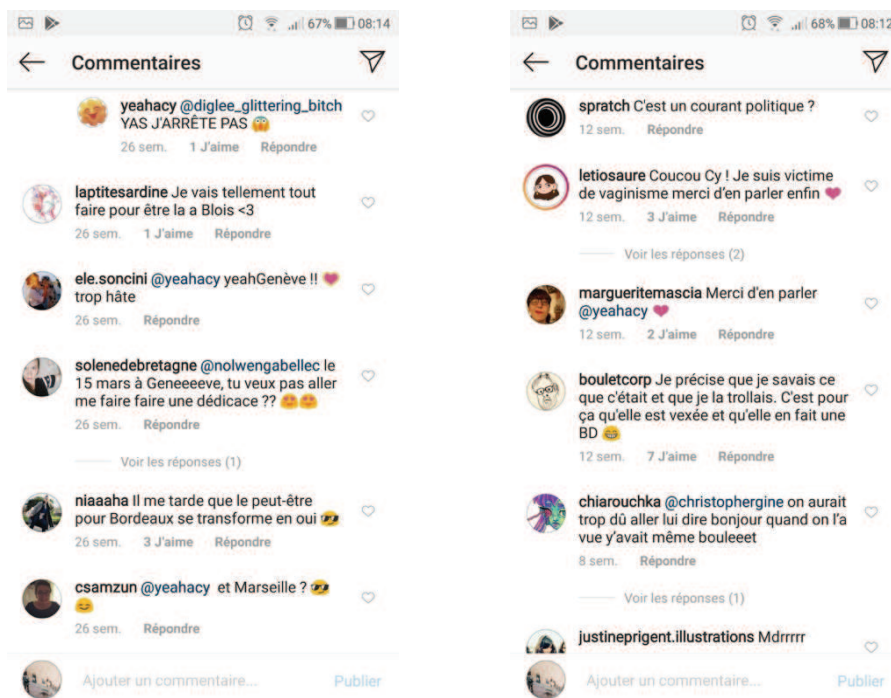 67% 08:14
Commentaires
yeahacy @diglee_glittering_bitch
YAS J'ARRÊTE PAS 😱
26 sem. 1 J'aime Répondre
laptitesardine Je vais tellement tout
faire pour être la a Blois <3
26 sem. 1 J'aime Répondre
ele.soncini @yeahacy yeahGenève !! 💗
trop hâte
26 sem. Répondre
solenedebretagne @nolwengabellec le
15 mars à Geneeeeve, tu veux pas aller
me faire faire une dédicace ?? 😍😍
26 sem. Répondre
Voir les réponses (1)
niaaaha Il me tarde que le peut-être
pour Bordeaux se transforme en oui 😎
26 sem. 3 J'aime Répondre
csamzun @yeahacy et Marseille ? 😎
😊
26 sem. Répondre
Ajouter un commentaire... Publier
68% 08:12
Commentaires
spratch C'est un courant politique ?
12 sem. Répondre
letiosaure Coucou Cy ! Je suis victime
de vaginisme merci d'en parler enfin 💗
12 sem. 3 J'aime Répondre
Voir les réponses (2)
margueritemascia Merci d'en parler
@yeahacy 💗
12 sem. 2 J'aime Répondre
bouletcorp Je précise que je savais ce
que c'était et que je la trollais. C'est pour
ça qu'elle est vexée et qu'elle en fait une
BD 😂
12 sem. 7 J'aime Répondre
chiarouchka @christophergine on aurait
trop dû aller lui dire bonjour quand on l'a
vue y'avait même bouleeet
8 sem. Répondre
Voir les réponses (1)
justineprigent.illustrations Mdrrrrr
Ajouter un commentaire... Publier